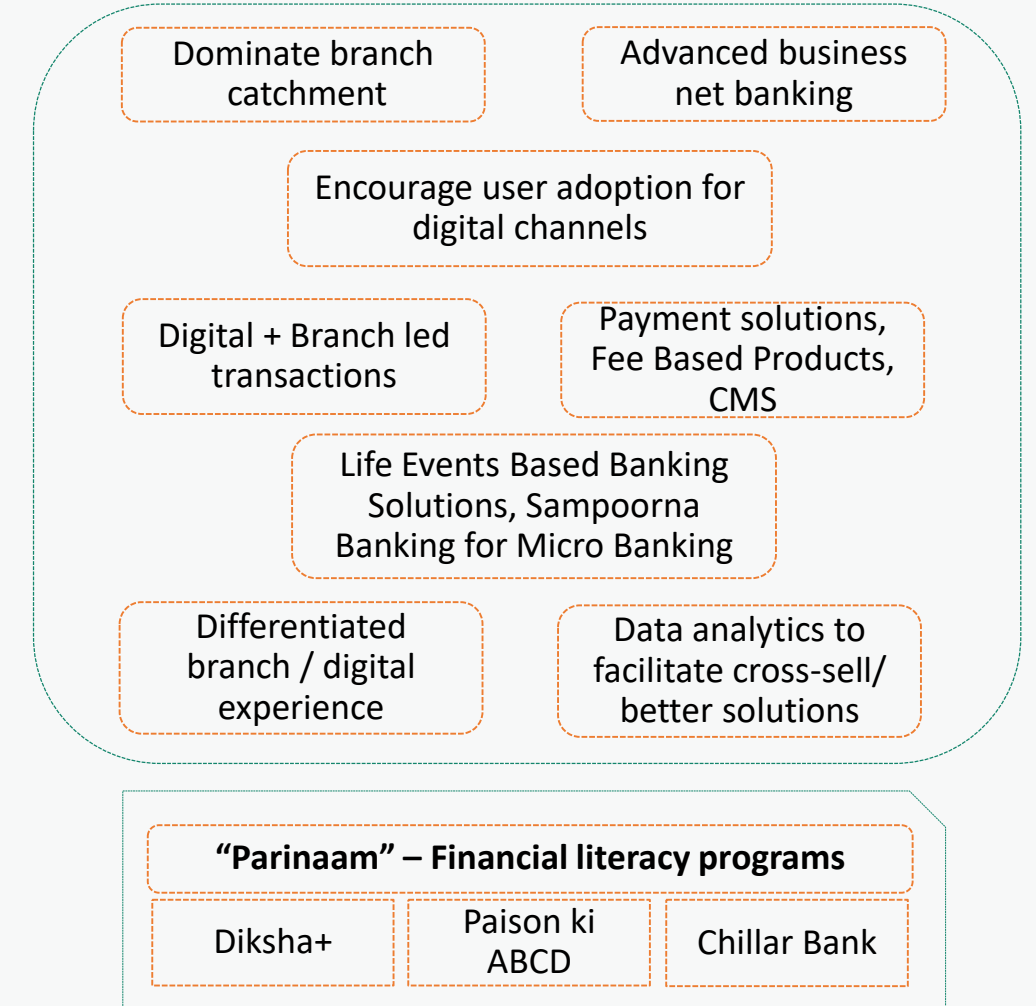 Dominate branch
catchment
Advanced business
net banking
Encourage user adoption for
digital channels
Digital + Branch led
transactions
Payment solutions,
Fee Based Products,
CMS
Life Events Based Banking
Solutions, Sampoorna
Banking for Micro Banking
Differentiated
branch / digital
experience
Data analytics to
facilitate cross-sell/
better solutions
“Parinaam” – Financial literacy programs
Diksha+
Paison ki
ABCD
Chillar Bank